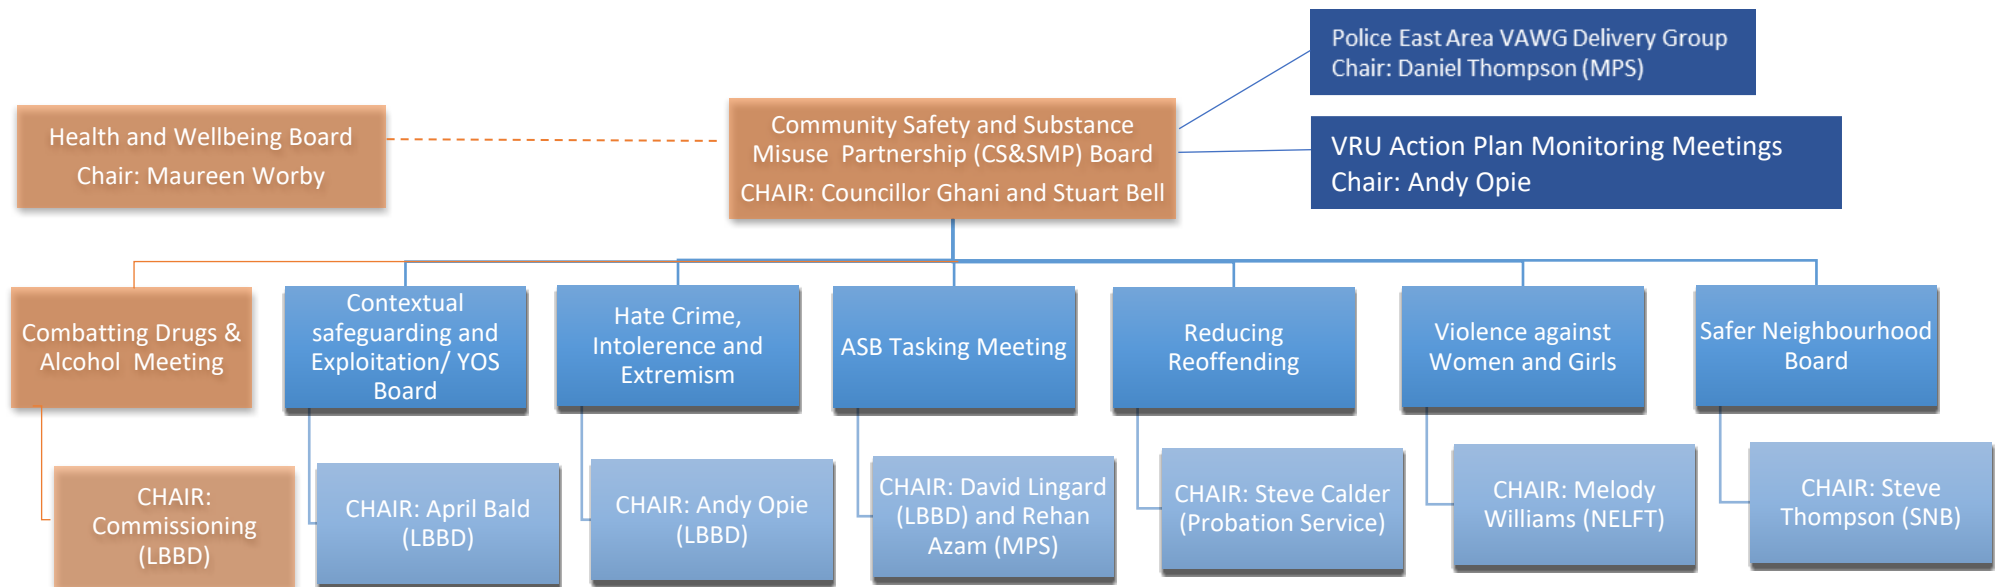 Police East Area VAWG Delivery Group
Chair: Daniel Thompson (MPS)
Health and Wellbeing Board
Chair: Maureen Worby
Community Safety and Substance
Misuse Partnership (CS&SMP) Board
CHAIR: Councillor Ghani and Stuart Bell
VRU Action Plan Monitoring Meetings
Chair: Andy Opie
Combatting Drugs &
Alcohol Meeting
Contextual
safeguarding and
Exploitation/ YOS
Board
Hate Crime,
Intolerence and
Extremism
ASB Tasking Meeting
Reducing
Reoffending
Violence against
Women and Girls
Safer Neighbourhood
Board
CHAIR:
Commissioning
(LBBD)
CHAIR: April Bald
(LBBD)
CHAIR: Andy Opie
(LBBD)
CHAIR: David Lingard
(LBBD) and Rehan
Azam (MPS)
CHAIR: Steve Calder
(Probation Service)
CHAIR: Melody
Williams (NELFT)
CHAIR: Steve
Thompson (SNB)